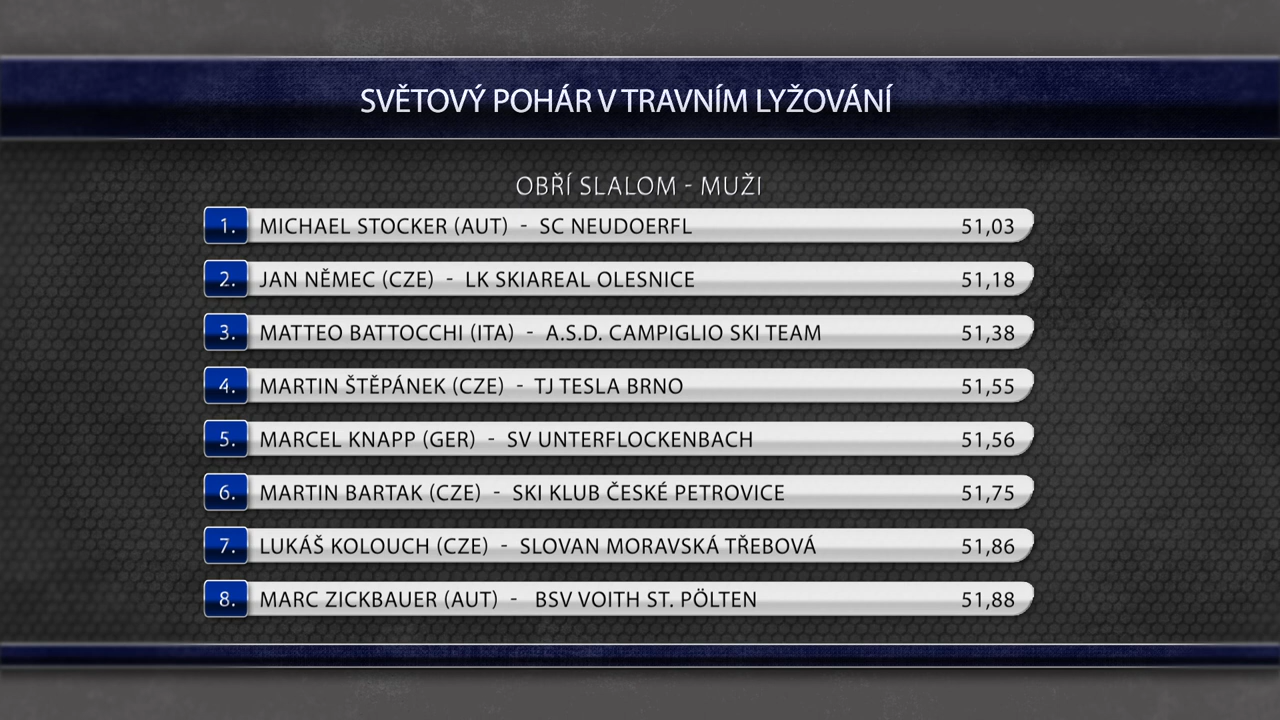 SVĚTOVÝ POHÁR V TRAVNÍM LYŽOVÁNÍ
OBŘÍ SLALOM - MUŽI
1. MICHAEL STOCKER (AUT) - SC NEUDOERFL 51,03
2. JAN NĚMEC (CZE) - LK SKIAREAL OLESNICE 51,18
3. MATTEO BATTOCCHI (ITA) - A.S.D. CAMPIGLIO SKI TEAM 51,38
4. MARTIN ŠTĚPÁNEK (CZE) - TJ TESLA BRNO 51,55
5. MARCEL KNAPP (GER) - SV UNTERFLOCKENBACH 51,56
6. MARTIN BARTAK (CZE) - SKI KLUB ČESKÉ PETROVICE 51,75
7. LUKÁŠ KOLOUCH (CZE) - SLOVAN MORAVSKÁ TŘEBOVÁ 51,86
8. MARC ZICKBAUER (AUT) - BSV VOITH ST. PÖLTEN 51,88